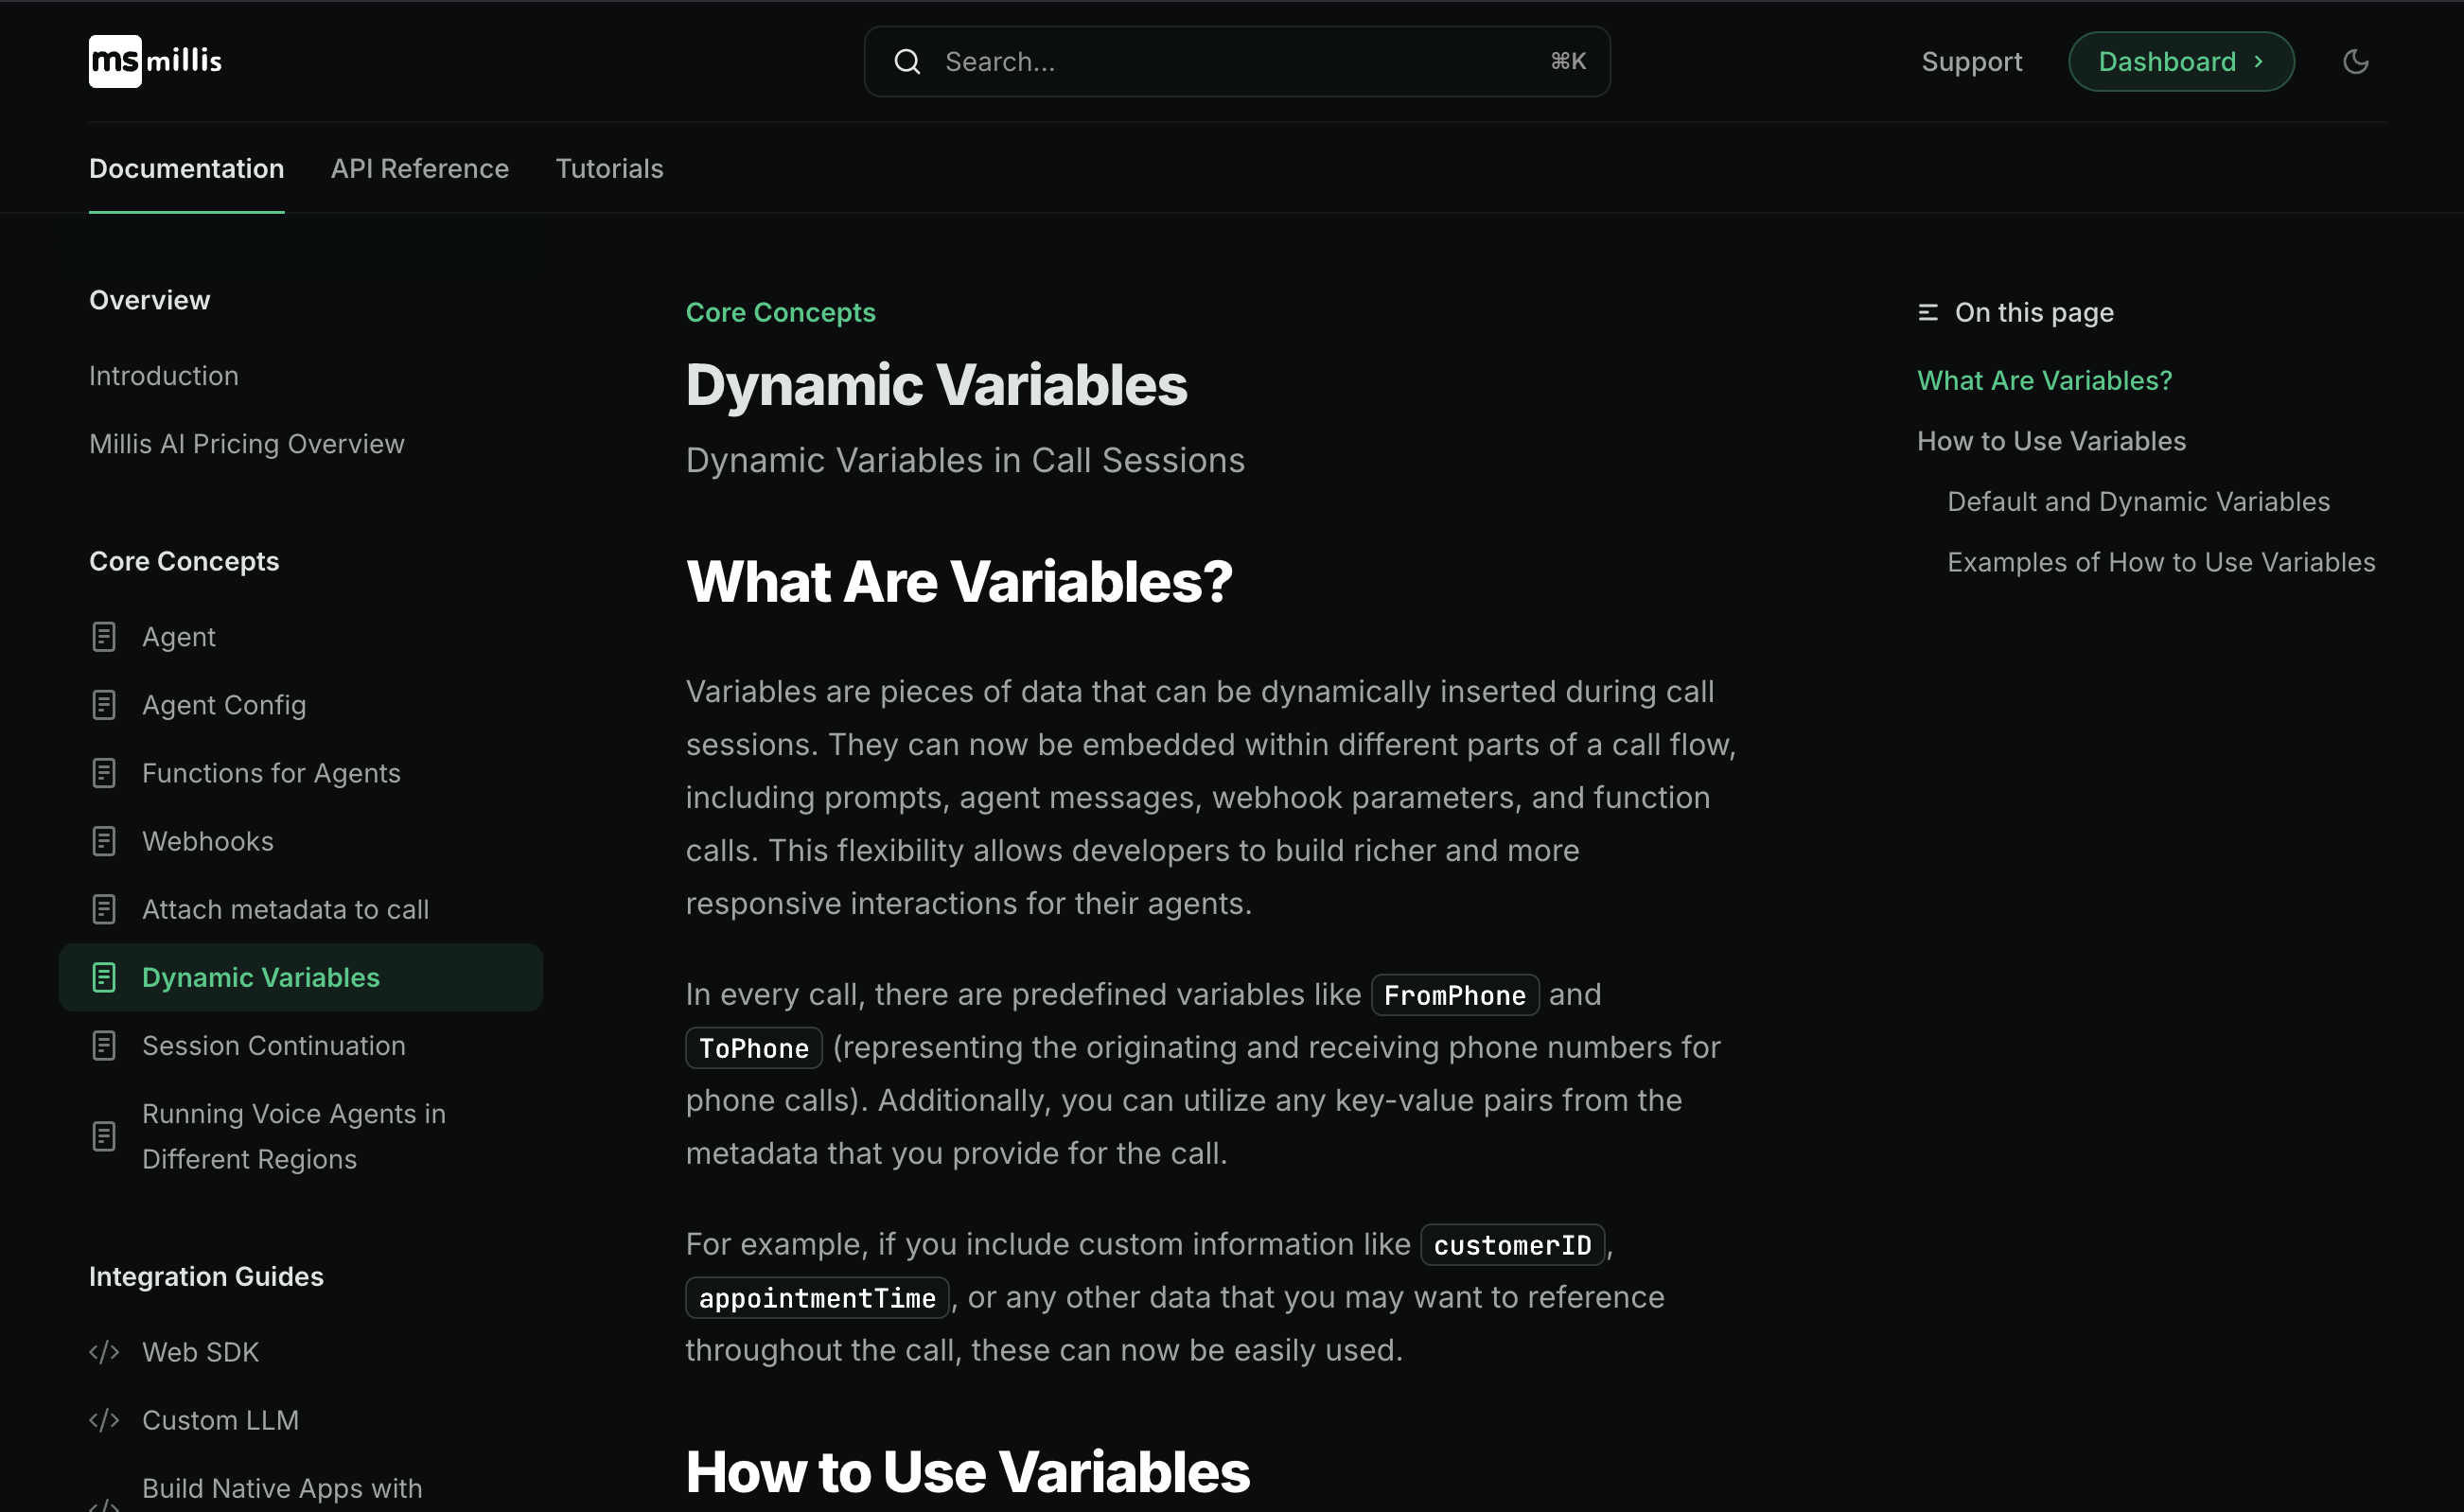 ms millis
Search...
⌘K
Support
Dashboard ›
Documentation
API Reference
Tutorials
Overview
Introduction
Millis AI Pricing Overview
Core Concepts
Agent
Agent Config
Functions for Agents
Webhooks
Attach metadata to call
Dynamic Variables
Session Continuation
Running Voice Agents in
Different Regions
Integration Guides
</> Web SDK
</> Custom LLM
</> Build Native Apps with
Core Concepts
Dynamic Variables
Dynamic Variables in Call Sessions
What Are Variables?
Variables are pieces of data that can be dynamically inserted during call
sessions. They can now be embedded within different parts of a call flow,
including prompts, agent messages, webhook parameters, and function
calls. This flexibility allows developers to build richer and more
responsive interactions for their agents.
In every call, there are predefined variables like FromPhone and
ToPhone (representing the originating and receiving phone numbers for
phone calls). Additionally, you can utilize any key-value pairs from the
metadata that you provide for the call.
For example, if you include custom information like customerID,
appointmentTime, or any other data that you may want to reference
throughout the call, these can now be easily used.
How to Use Variables
On this page
What Are Variables?
How to Use Variables
Default and Dynamic Variables
Examples of How to Use Variables